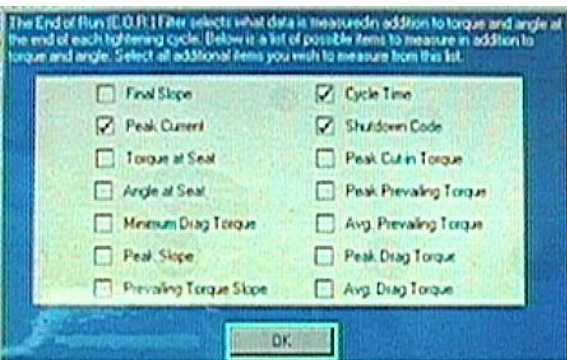 The End of Run (E.O.R.) Filter selects what data is measured in addition to torque and angle at
the end of each tightening cycle. Below is a list of possible items to measure in addition to
torque and angle. Select all additional items you wish to measure from this list.
Final Slope
Cycle Time
Peak Current
Shutdown Code
Torque at Seat
Peak Cut-in Torque
Angle at Seat
Peak Prevailing Torque
Minimum Drag Torque
Avg. Prevailing Torque
Peak Slope
Peak Drag Torque
Prevailing Torque Slope
Avg. Drag Torque
OK